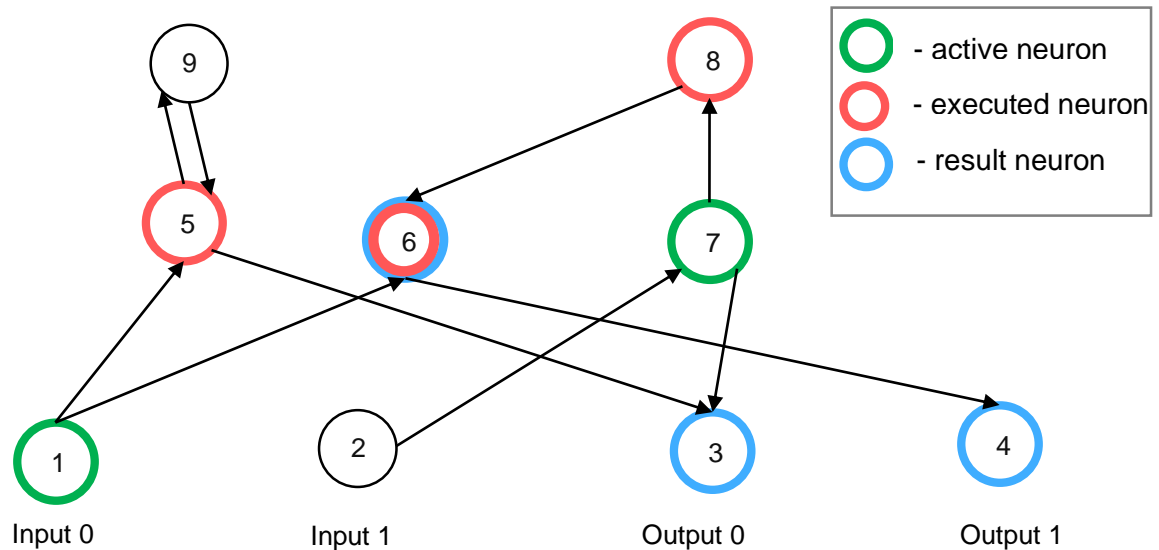 9
8
- active neuron
- executed neuron
- result neuron
5
6
7
1
2
3
4
Input 0
Input 1
Output 0
Output 1